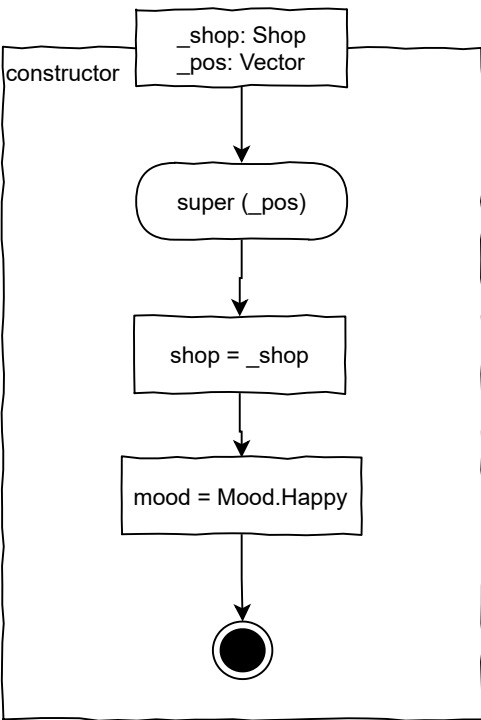 _shop: Shop
_pos: Vector
constructor
super (_pos)
shop = _shop
mood = Mood.Happy